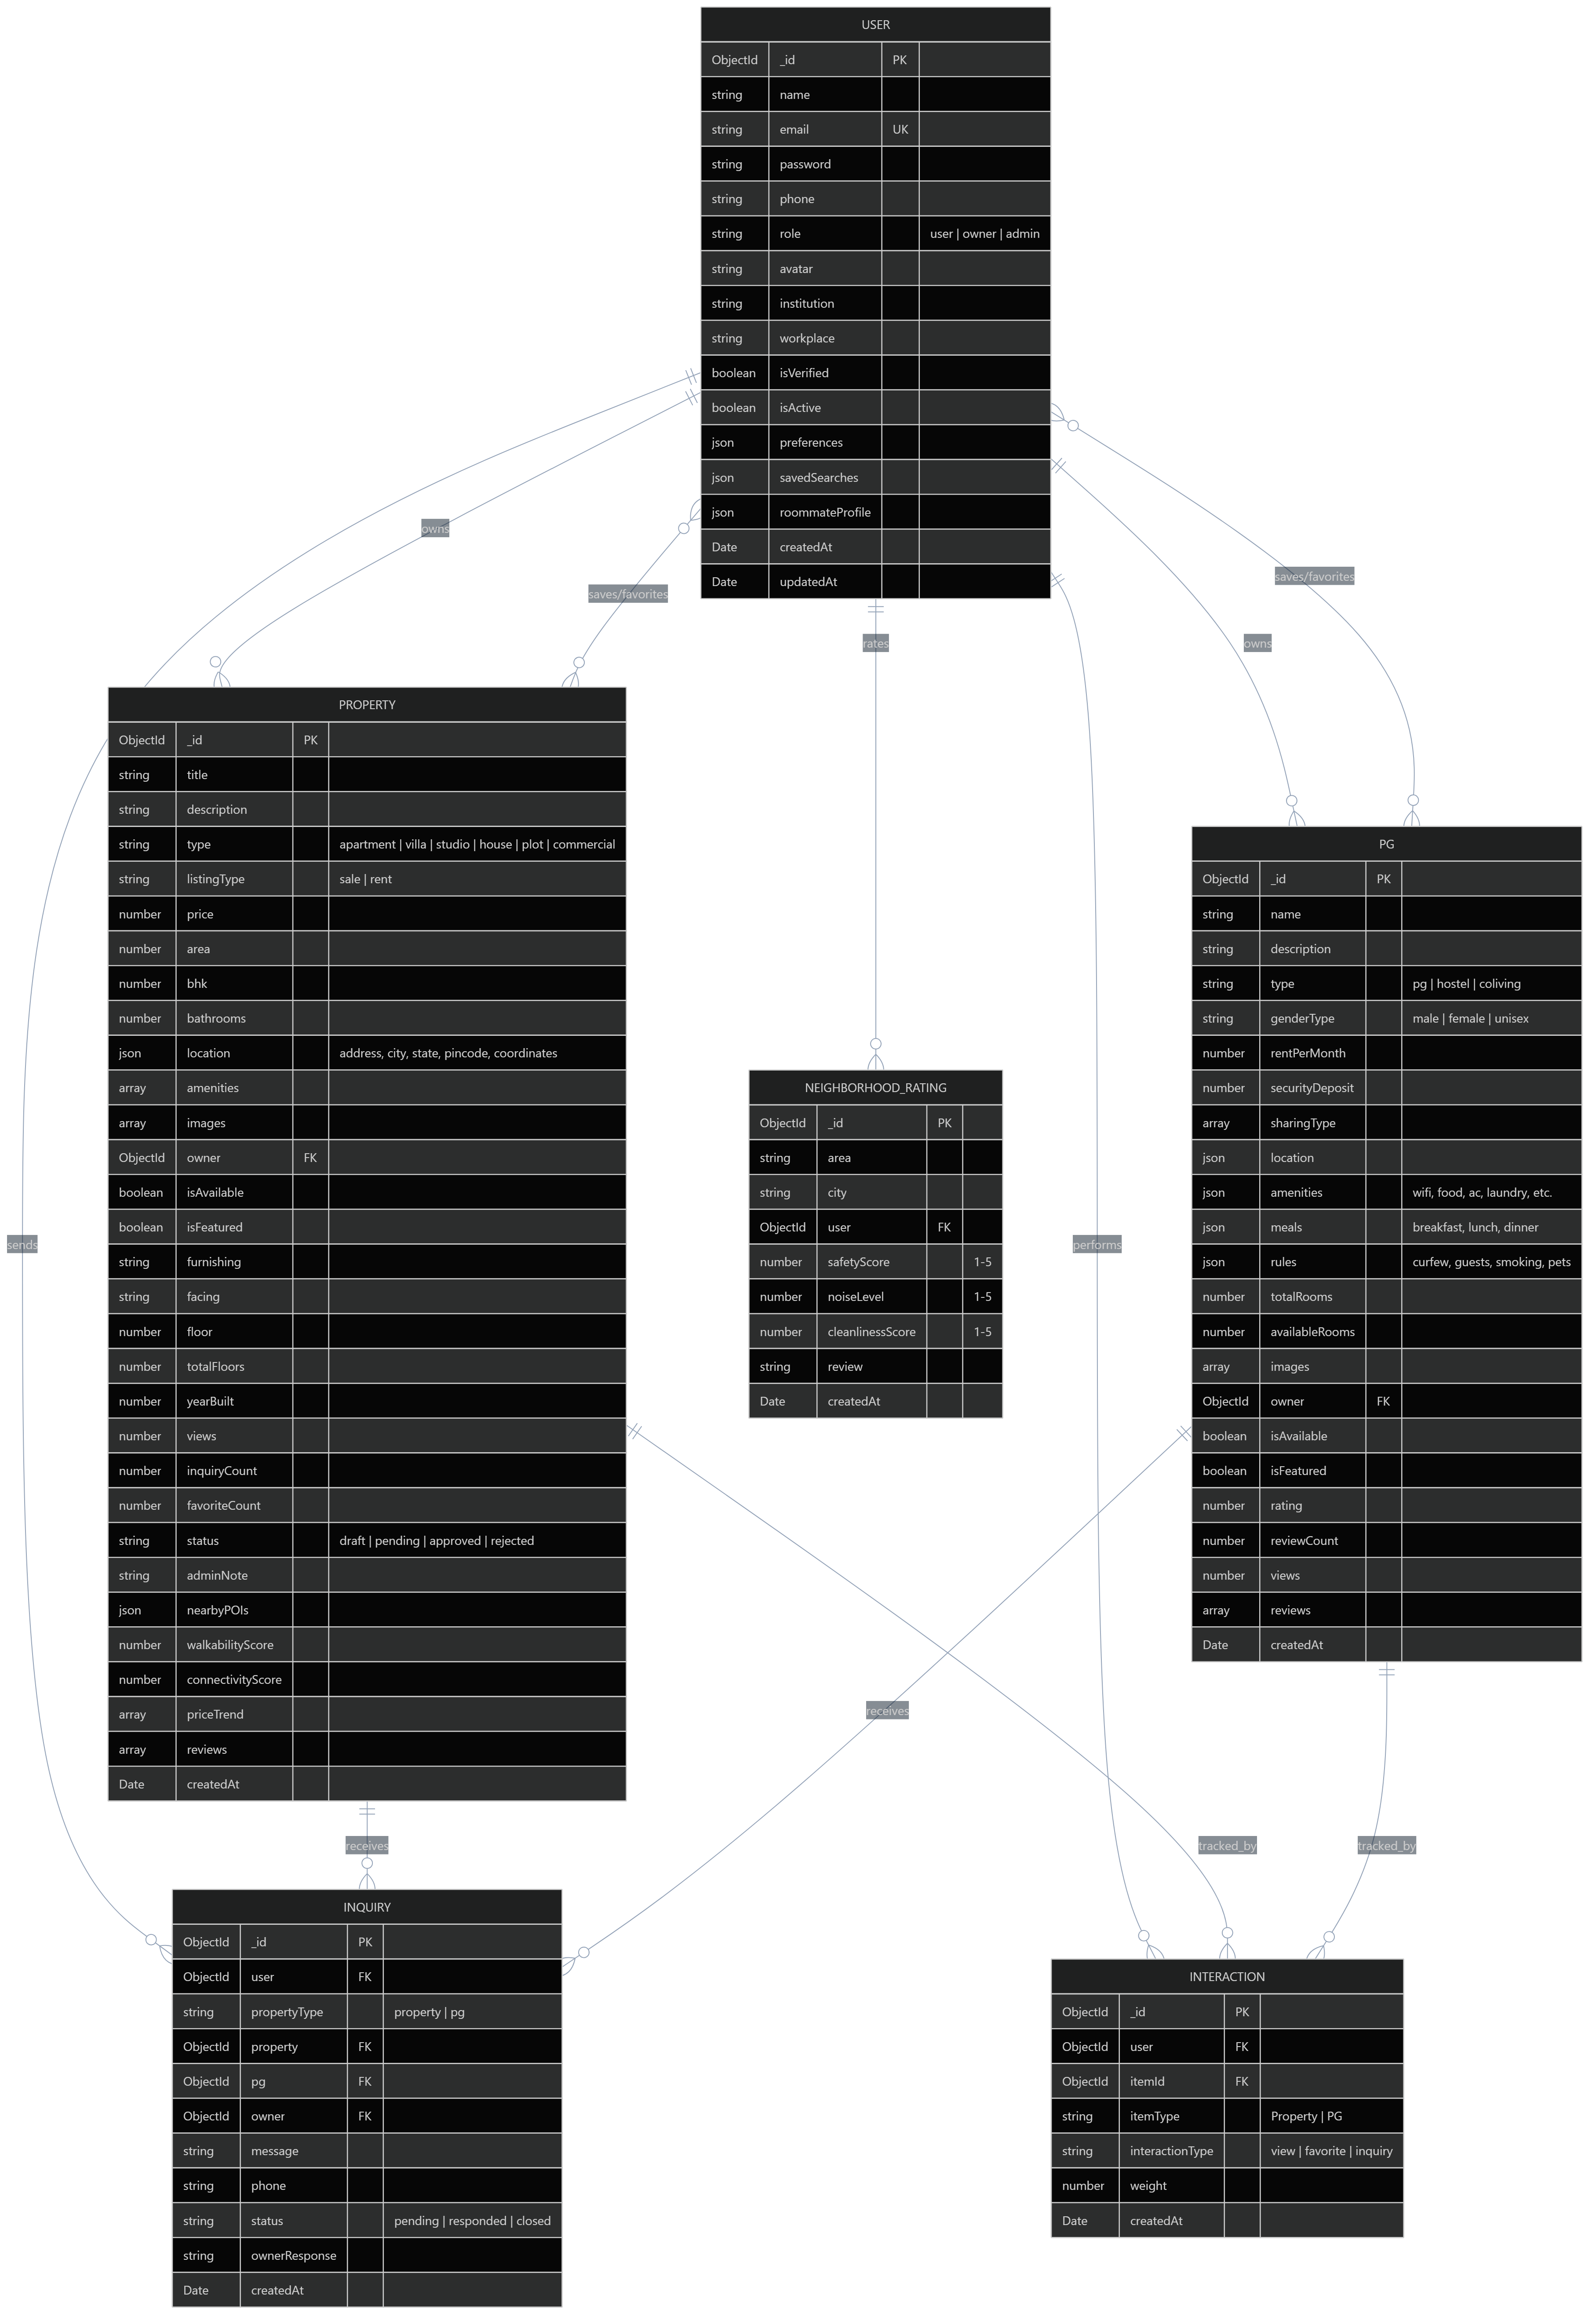 USER
ObjectId _id PK
string name
string email UK
string password
string phone
string role user | owner | admin
string avatar
string institution
string workplace
boolean isVerified
boolean isActive
json preferences
json savedSearches
json roommateProfile
Date createdAt
Date updatedAt
owns
saves/favorites
rates
owns
saves/favorites
PROPERTY
ObjectId _id PK
string title
string description
string type apartment | villa | studio | house | plot | commercial
string listingType sale | rent
number price
number area
number bhk
number bathrooms
json location address, city, state, pincode, coordinates
array amenities
array images
ObjectId owner FK
boolean isAvailable
boolean isFeatured
string furnishing
string facing
number floor
number totalFloors
number yearBuilt
number views
number inquiryCount
number favoriteCount
string status draft | pending | approved | rejected
string adminNote
json nearbyPOIs
number walkabilityScore
number connectivityScore
array priceTrend
array reviews
Date createdAt
PG
ObjectId _id PK
string name
string description
string type pg | hostel | coliving
string genderType male | female | unisex
number rentPerMonth
number securityDeposit
array sharingType
json location
json amenities wifi, food, ac, laundry, etc.
json meals breakfast, lunch, dinner
json rules curfew, guests, smoking, pets
number totalRooms
number availableRooms
array images
ObjectId owner FK
boolean isAvailable
boolean isFeatured
number rating
number reviewCount
number views
array reviews
Date createdAt
NEIGHBORHOOD_RATING
ObjectId _id PK
string area
string city
ObjectId user FK
number safetyScore 1-5
number noiseLevel 1-5
number cleanlinessScore 1-5
string review
Date createdAt
sends
performs
receives
receives
tracked_by
tracked_by
INQUIRY
ObjectId _id PK
ObjectId user FK
string propertyType property | pg
ObjectId property FK
ObjectId pg FK
ObjectId owner FK
string message
string phone
string status pending | responded | closed
string ownerResponse
Date createdAt
INTERACTION
ObjectId _id PK
ObjectId user FK
ObjectId itemId FK
string itemType Property | PG
string interactionType view | favorite | inquiry
number weight
Date createdAt